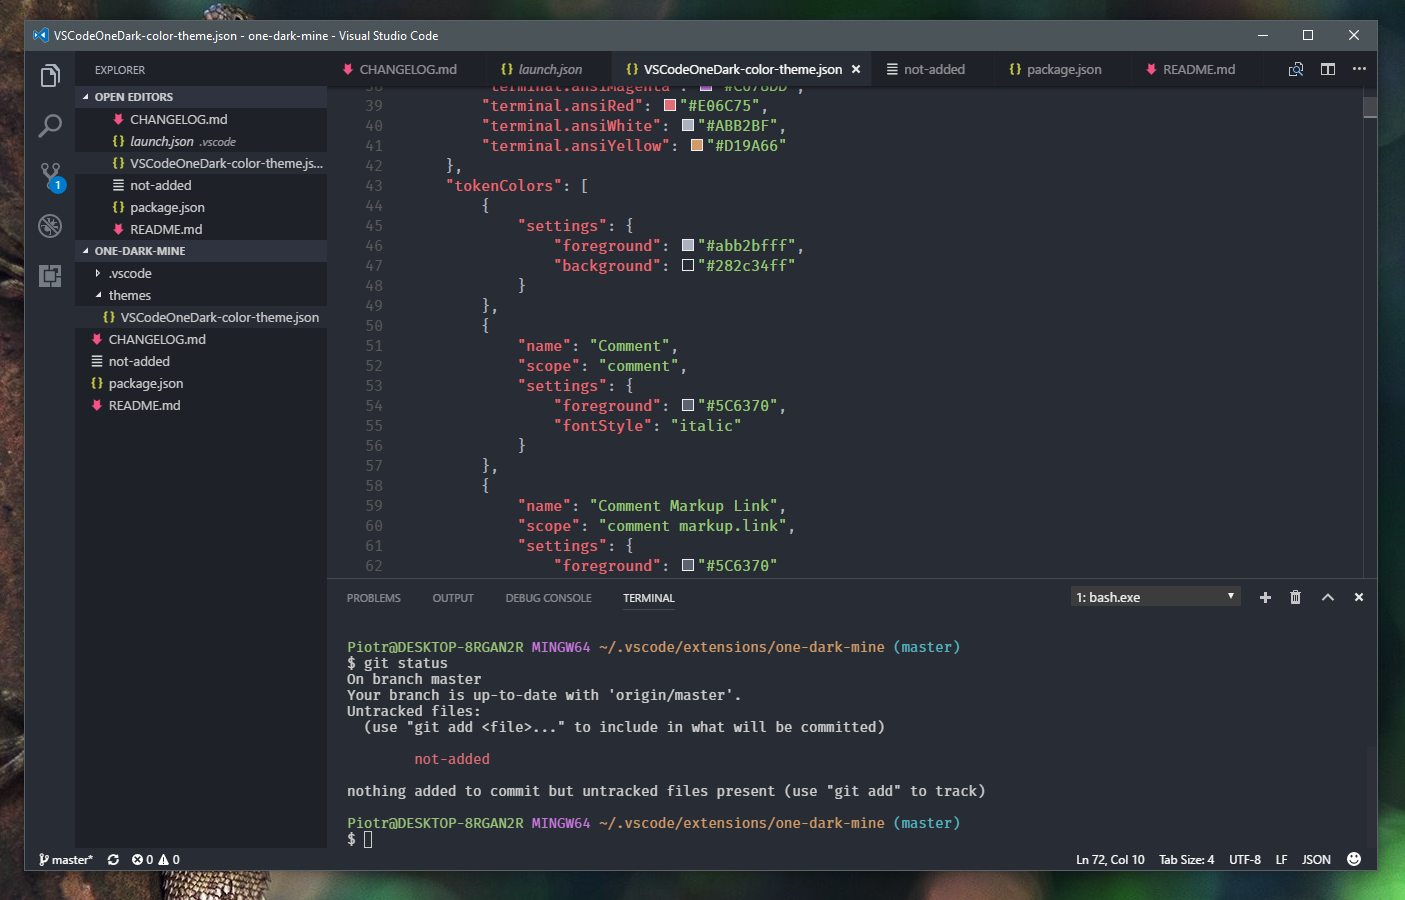 VSCodeOneDark-color-theme.json - one-dark-mine - Visual Studio Code
EXPLORER
OPEN EDITORS
CHANGELOG.md
launch.json .vscode
VSCodeOneDark-color-theme.js...
not-added
package.json
README.md
ONE-DARK-MINE
.vscode
themes
VSCodeOneDark-color-theme.json
CHANGELOG.md
not-added
package.json
README.md
1
CHANGELOG.md
launch.json
VSCodeOneDark-color-theme.json
not-added
package.json
README.md
38 "terminal.ansiMagenta": "#C678DD",
39 "terminal.ansiRed": "#E06C75",
40 "terminal.ansiWhite": "#ABB2BF",
41 "terminal.ansiYellow": "#D19A66"
42 },
43 "tokenColors": [
44 {
45 "settings": {
46 "foreground": "#abb2bfff",
47 "background": "#282c34ff"
48 }
49 },
50 {
51 "name": "Comment",
52 "scope": "comment",
53 "settings": {
54 "foreground": "#5C6370",
55 "fontStyle": "italic"
56 }
57 },
58 {
59 "name": "Comment Markup Link",
60 "scope": "comment markup.link",
61 "settings": {
62 "foreground": "#5C6370"
PROBLEMS OUTPUT DEBUG CONSOLE TERMINAL
1: bash.exe
Piotr@DESKTOP-8RGAN2R MINGW64 ~/.vscode/extensions/one-dark-mine (master)
$ git status
On branch master
Your branch is up-to-date with 'origin/master'.
Untracked files:
(use "git add <file>..." to include in what will be committed)
not-added
nothing added to commit but untracked files present (use "git add" to track)
Piotr@DESKTOP-8RGAN2R MINGW64 ~/.vscode/extensions/one-dark-mine (master)
$
master* 0 0
Ln 72, Col 10 Tab Size: 4 UTF-8 LF JSON